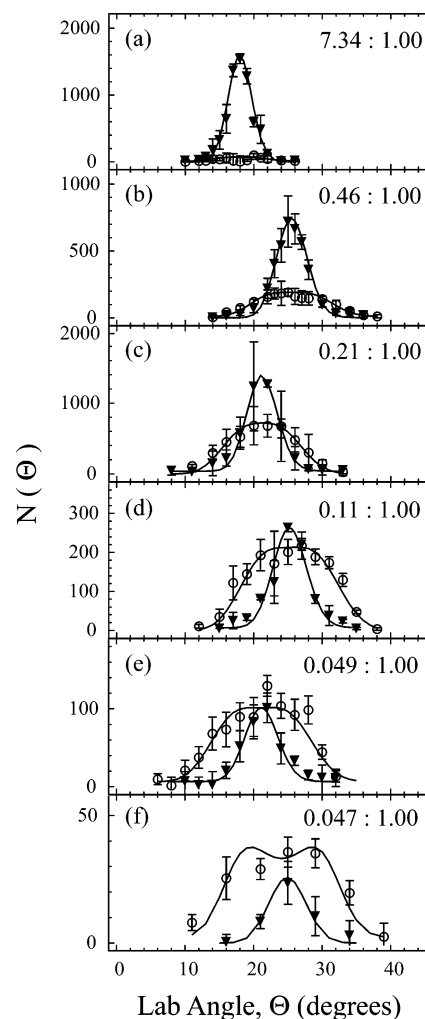 2000
(a)
7.34 : 1.00
1000
0
1000
(b)
0.46 : 1.00
500
0
2000
(c)
0.21 : 1.00
1000
0
(d)
0.11 : 1.00
300
200
100
0
(e)
0.049 : 1.00
100
0
50
(f)
0.047 : 1.00
0
0 10 20 30 40
N ( Θ )
Lab Angle, Θ (degrees)